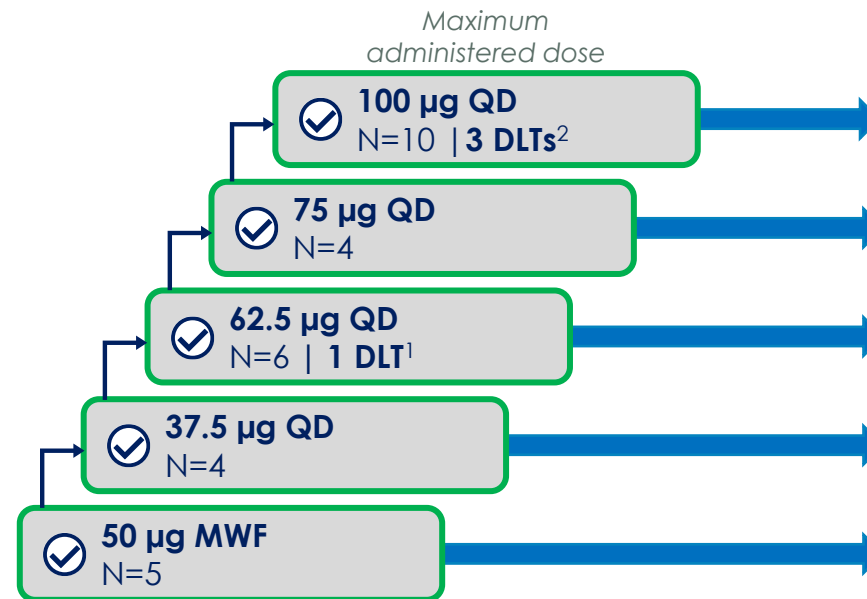 Maximum
administered dose
100 µg QD
N=10 | 3 DLTs²
75 µg QD
N=4
62.5 µg QD
N=6 | 1 DLT¹
37.5 µg QD
N=4
50 µg MWF
N=5